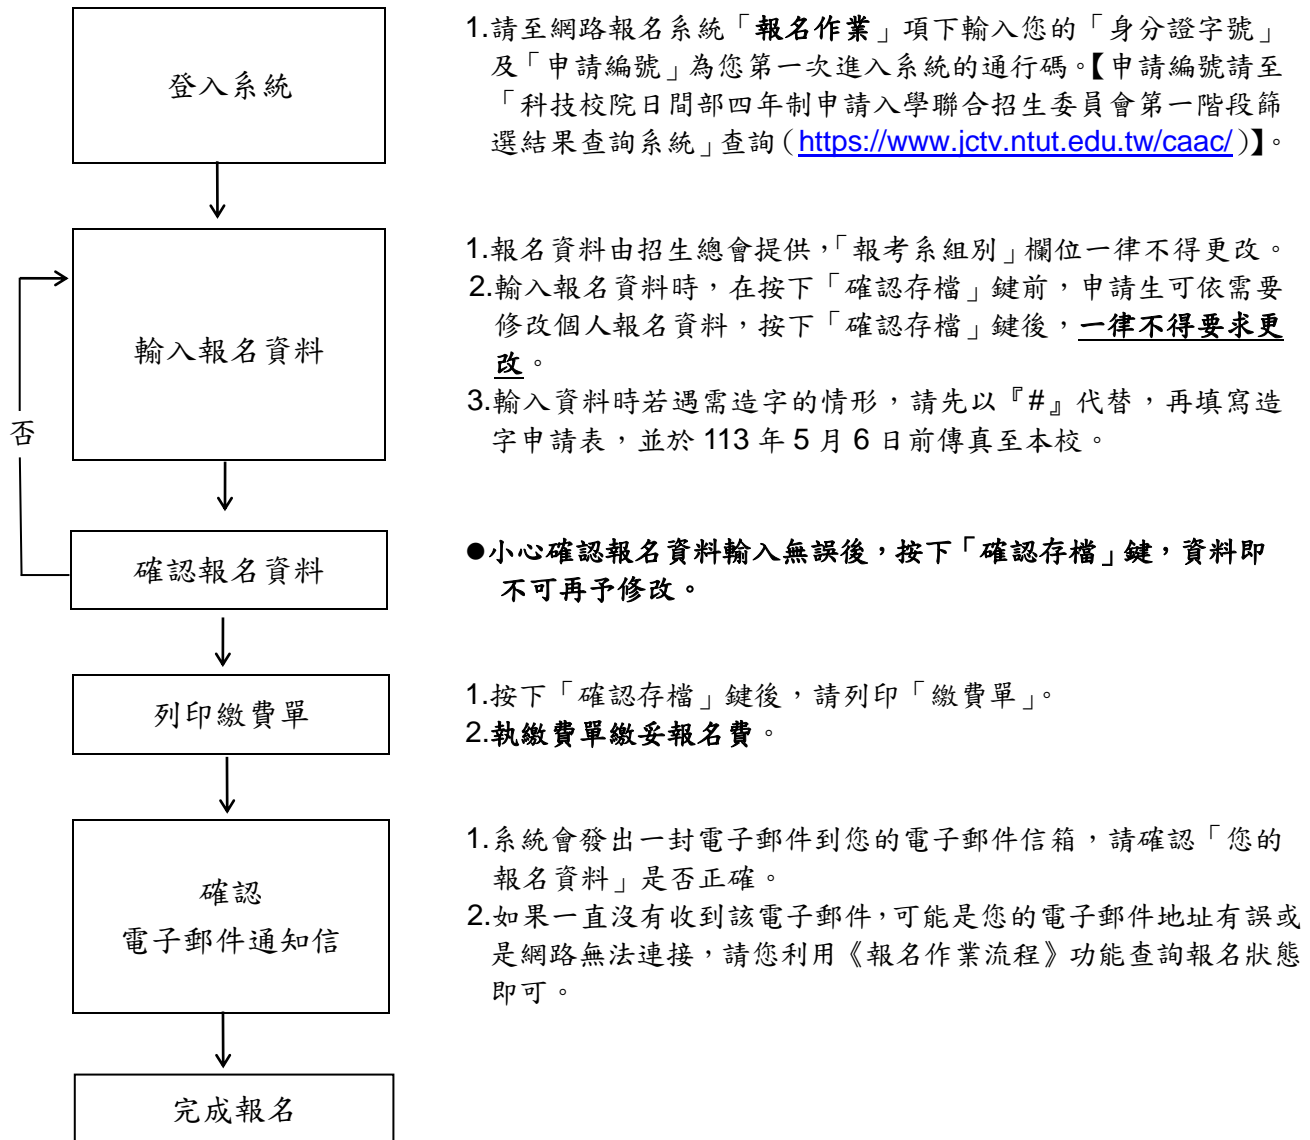 登入系統
1.請至網路報名系統「報名作業」項下輸入您的「身分證字號」
及「申請編號」為您第一次進入系統的通行碼。【申請編號請至
「科技校院日間部四年制申請入學聯合招生委員會第一階段篩
選結果查詢系統」查詢（https://www.jctv.ntut.edu.tw/caac/）】。
輸入報名資料
1.報名資料由招生總會提供，「報考系組別」欄位一律不得更改。
2.輸入報名資料時，在按下「確認存檔」鍵前，申請生可依需要
修改個人報名資料，按下「確認存檔」鍵後，一律不得要求更
改。
3.輸入資料時若遇需造字的情形，請先以『#』代替，再填寫造
字申請表，並於 113 年 5 月 6 日前傳真至本校。
否
確認報名資料
●小心確認報名資料輸入無誤後，按下「確認存檔」鍵，資料即
不可再予修改。
列印繳費單
1.按下「確認存檔」鍵後，請列印「繳費單」。
2.執繳費單繳妥報名費。
確認
電子郵件通知信
1.系統會發出一封電子郵件到您的電子郵件信箱，請確認「您的
報名資料」是否正確。
2.如果一直沒有收到該電子郵件，可能是您的電子郵件地址有誤或
是網路無法連接，請您利用《報名作業流程》功能查詢報名狀態
即可。
完成報名